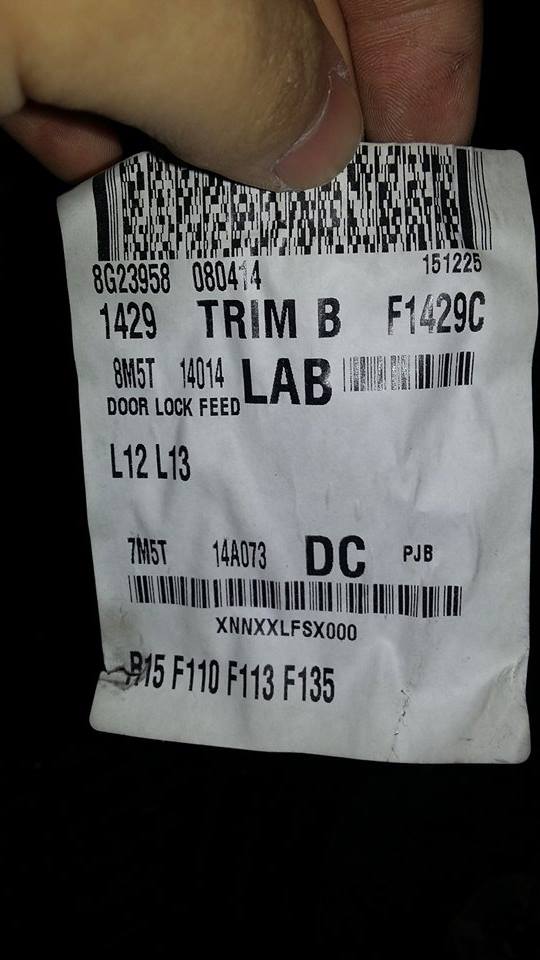 8G23958 080414 151225
1429 TRIM B F1429C
8M5T 14014 LAB
DOOR LOCK FEED
L12 L13
7M5T 14A073 DC PJB
XNNXXLFSX000
R15 F110 F113 F135